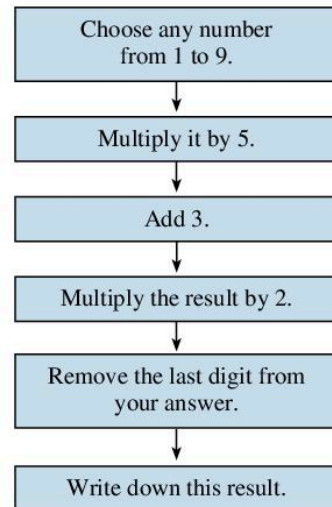 Choose any number
from 1 to 9.
Multiply it by 5.
Add 3.
Multiply the result by 2.
Remove the last digit from
your answer.
Write down this result.